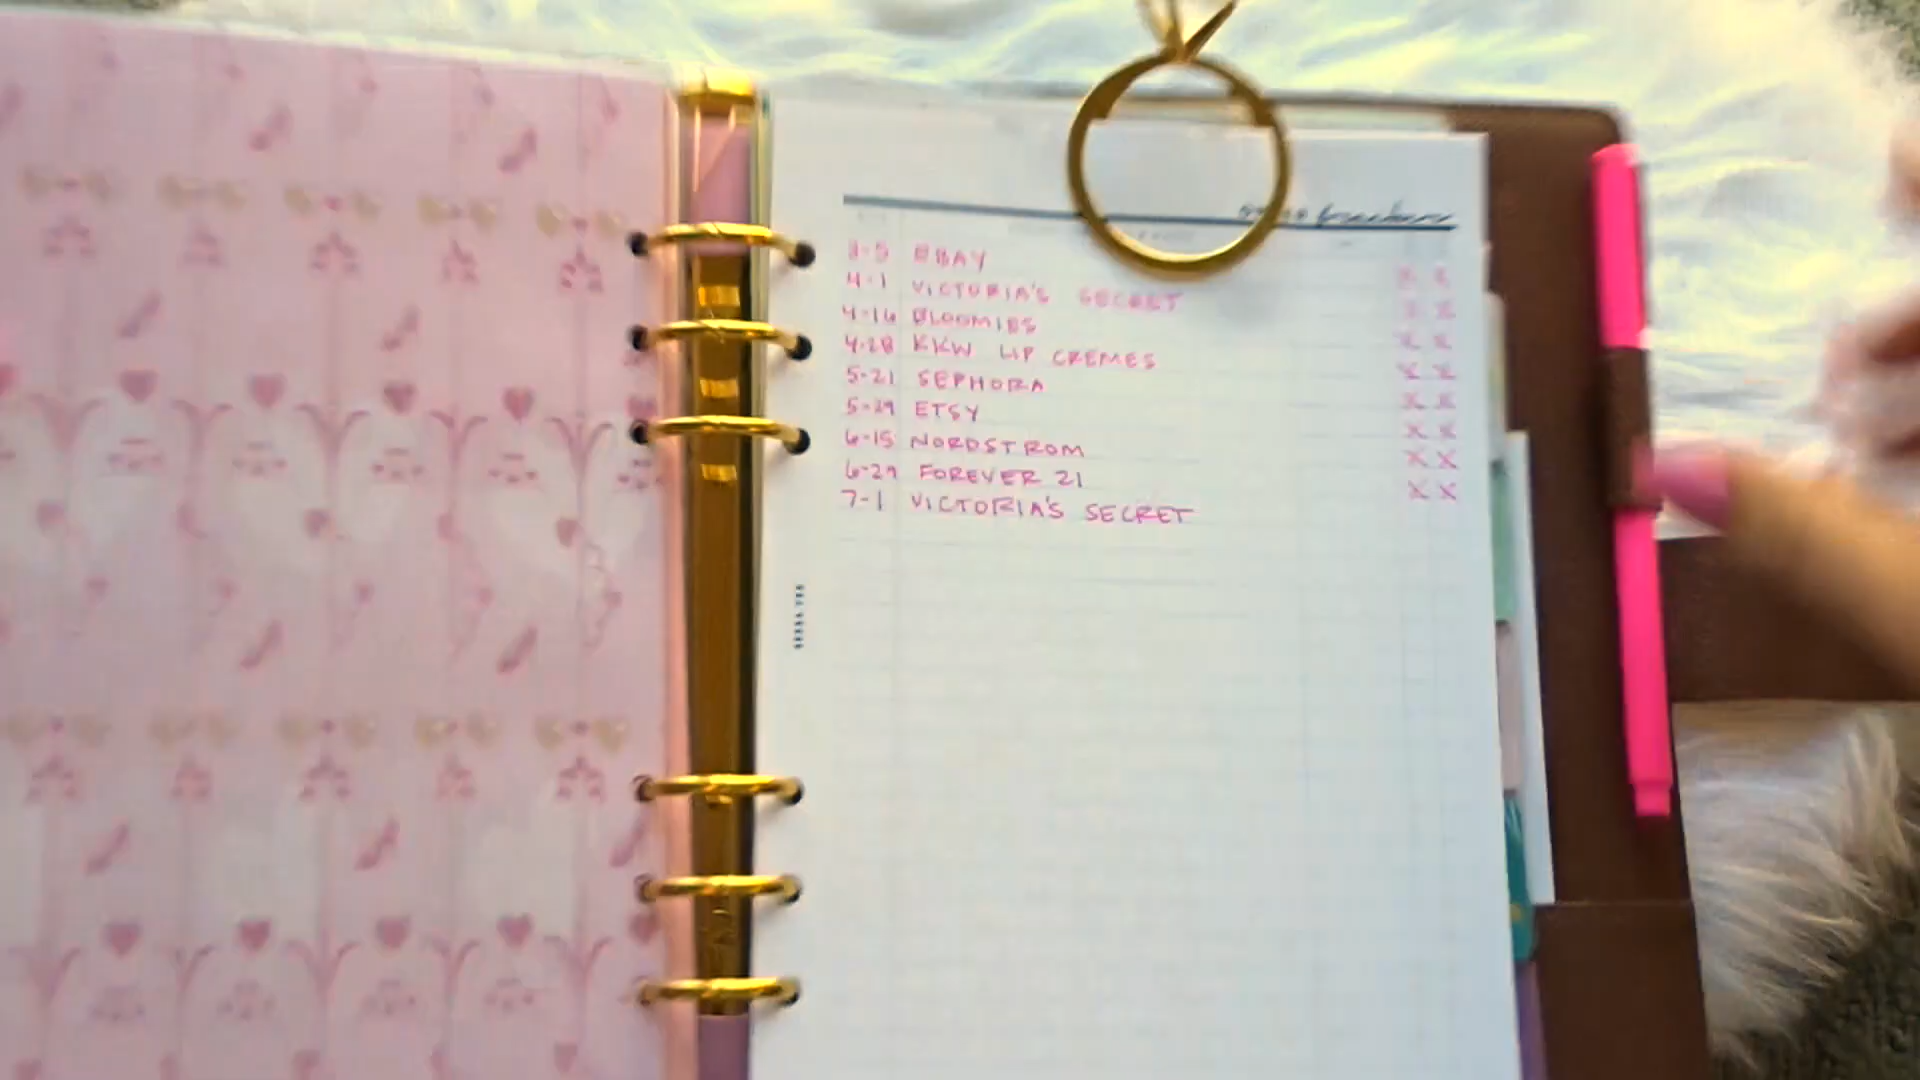 3-5 EBAY
4-1 VICTORIA'S SECRET X X
4-16 BLOOMIES X X
4-28 KKW LIP CREMES X X
5-21 SEPHORA X X
5-29 ETSY X X
6-15 NORDSTROM X X
6-29 FOREVER 21 X X
7-1 VICTORIA'S SECRET X X